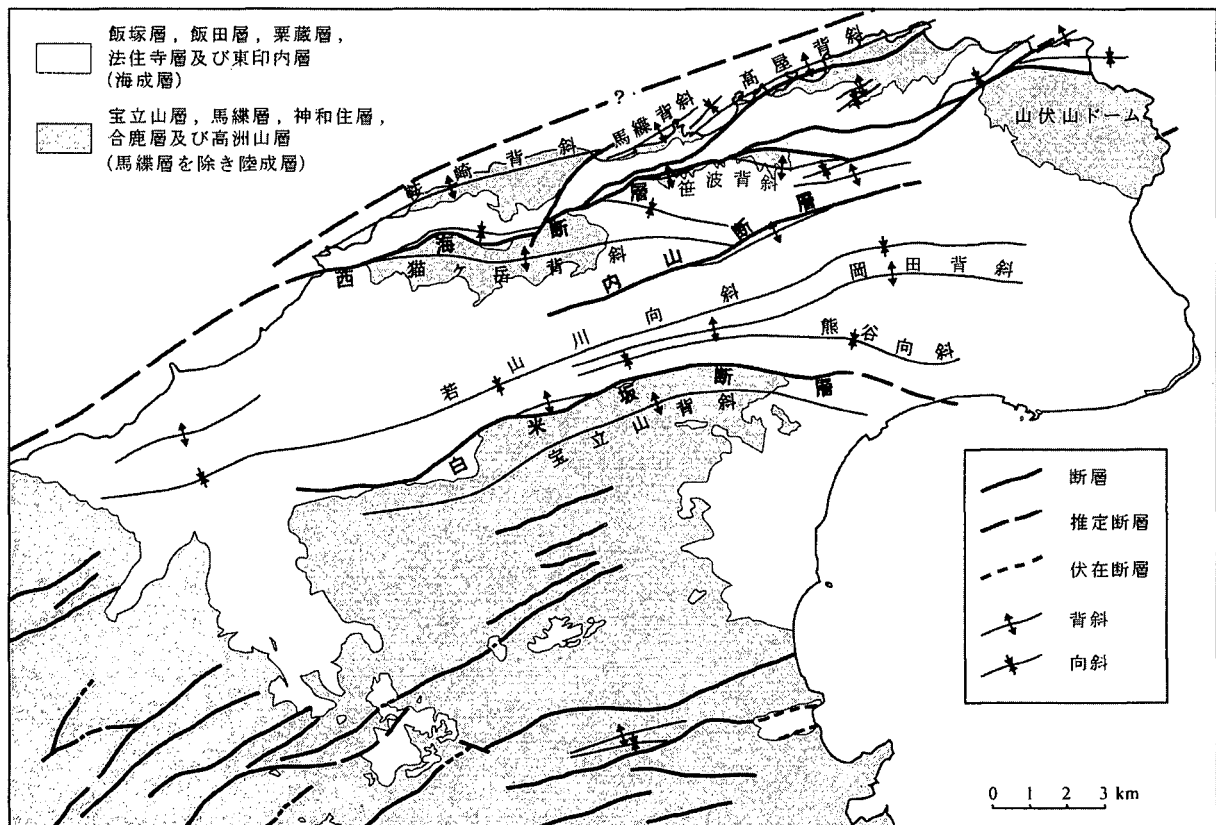 飯塚層，飯田層，粟蔵層，
法住寺層及び東印内層
(海成層)
宝立山層，馬緤層，神和住層，
合鹿層及び高洲山層
(馬緤層を除き陸成層)
?
高屋背斜
馬緤背斜
崎背斜
山伏山ドーム
笹波背斜
西海断層
猫ヶ岳背斜
内山断層
岡田背斜
若山川向斜
熊谷向斜
白米坂断層
宝立山背斜
断層
推定断層
伏在断層
背斜
向斜
0 1 2 3 km